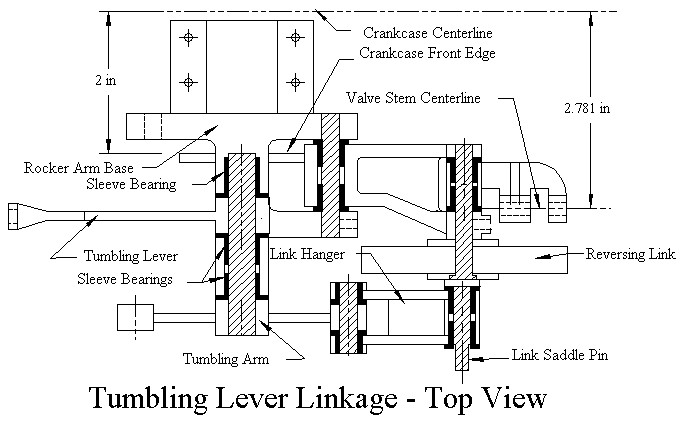 Crankcase Centerline
Crankcase Front Edge
2 in
Valve Stem Centerline
2.781 in
Rocker Arm Base
Sleeve Bearing
Tumbling Lever
Link Hanger
Reversing Link
Sleeve Bearings
Tumbling Arm
Link Saddle Pin
Tumbling Lever Linkage - Top View